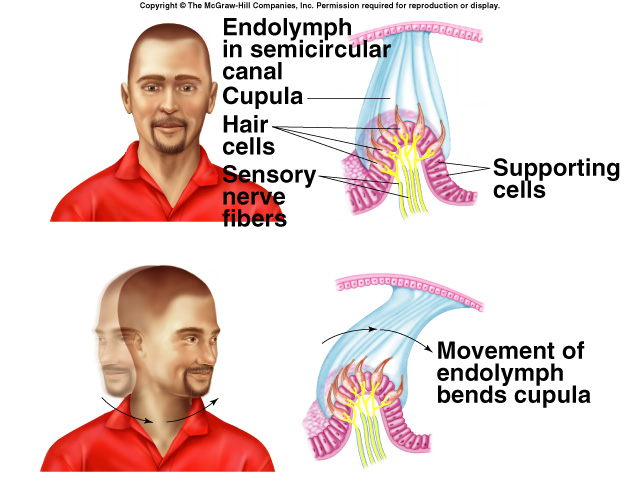 Copyright © The McGraw-Hill Companies, Inc. Permission required for reproduction or display.
Endolymph
in semicircular
canal
Cupula
Hair
cells
Sensory
nerve
fibers
Supporting
cells
Movement of
endolymph
bends cupula